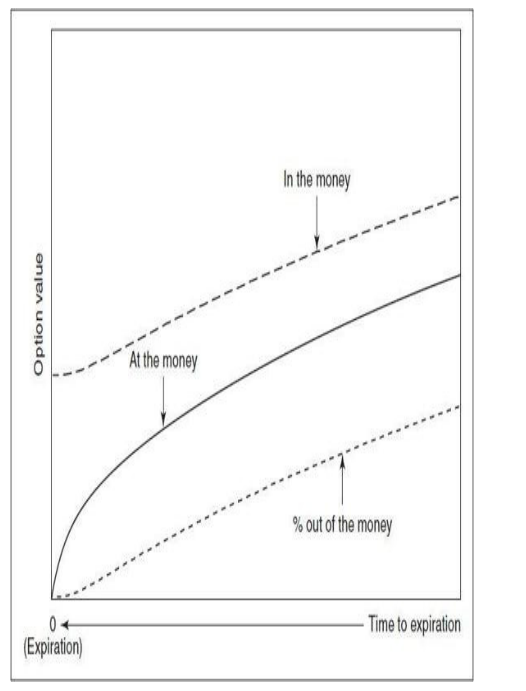 In the money
Option value
At the money
% out of the money
0
Time to expiration
(Expiration)